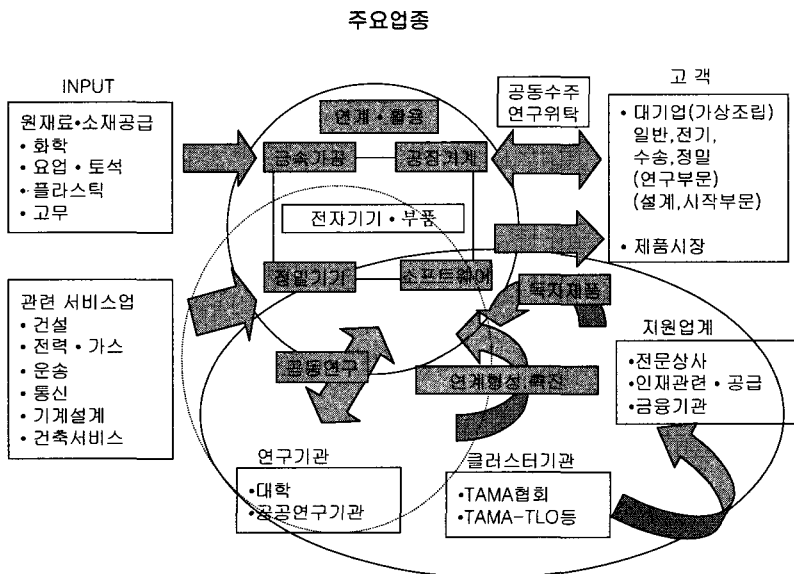 주요업종
INPUT
원재료•소재공급
• 화학
• 요업 • 토석
• 플라스틱
• 고무
관련 서비스업
• 건설
• 전력 • 가스
• 운송
• 통신
• 기계설계
• 건축서비스
연계 • 활용
금속가공
공작기계
전자기기 • 부품
정밀기기
소프트웨어
공동수주
연구위탁
고 객
• 대기업(가상조립)
일반,전기,
수송,정밀
(연구부문)
(설계,시작부문)
• 제품시장
독자제품
공동연구
연계형성 촉진
지원업계
•전문상사
•인재관련 • 공급
•금융기관
연구기관
•대학
•공공연구기관
클러스터기관
•TAMA협회
•TAMA-TLO등